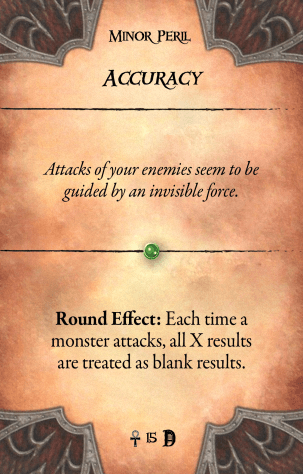 Minor Peril
Accuracy
Attacks of your enemies seem to be
guided by an invisible force.
Round Effect: Each time a
monster attacks, all X results
are treated as blank results.
15 D